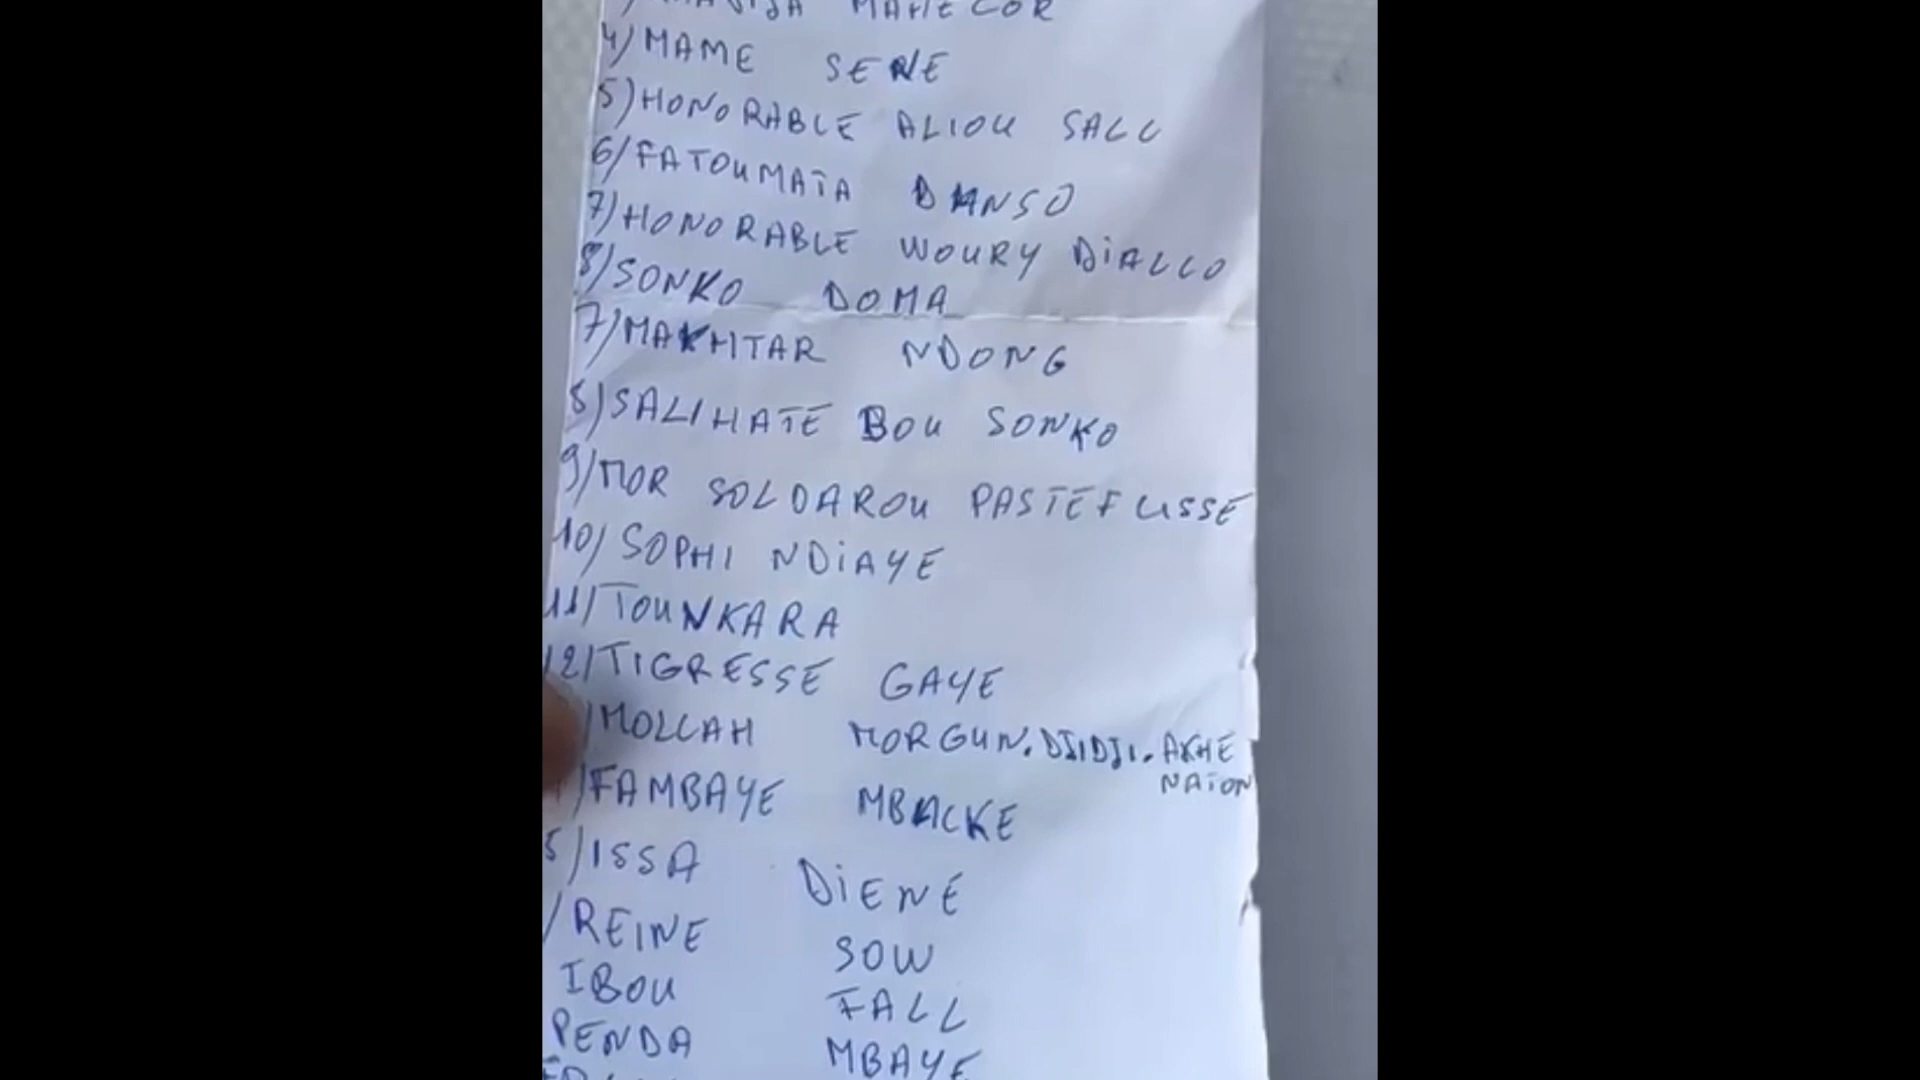 MAME SENE
5) HONORABLE ALIOU SALL
6/ FATOUMATA DANSO
7) HONORABLE WOURY DIALLO
8/ SONKO DOMA
7/ MAKHTAR NDONG
8) SALIHATE BOU SONKO
9/ MOR SOLDAROU PASTEF LISSE
10/ SOPHI NDIAYE
11/ TOUNKARA
12/ TIGRESSE GAYE
/ MOLLAH MORGUN. DJIDJI. AKHE
NATON
/ FAMBAYE MBACKE
5/ ISSA DIENE
/ REINE SOW
IBOU FALL
PENDA MBAYE